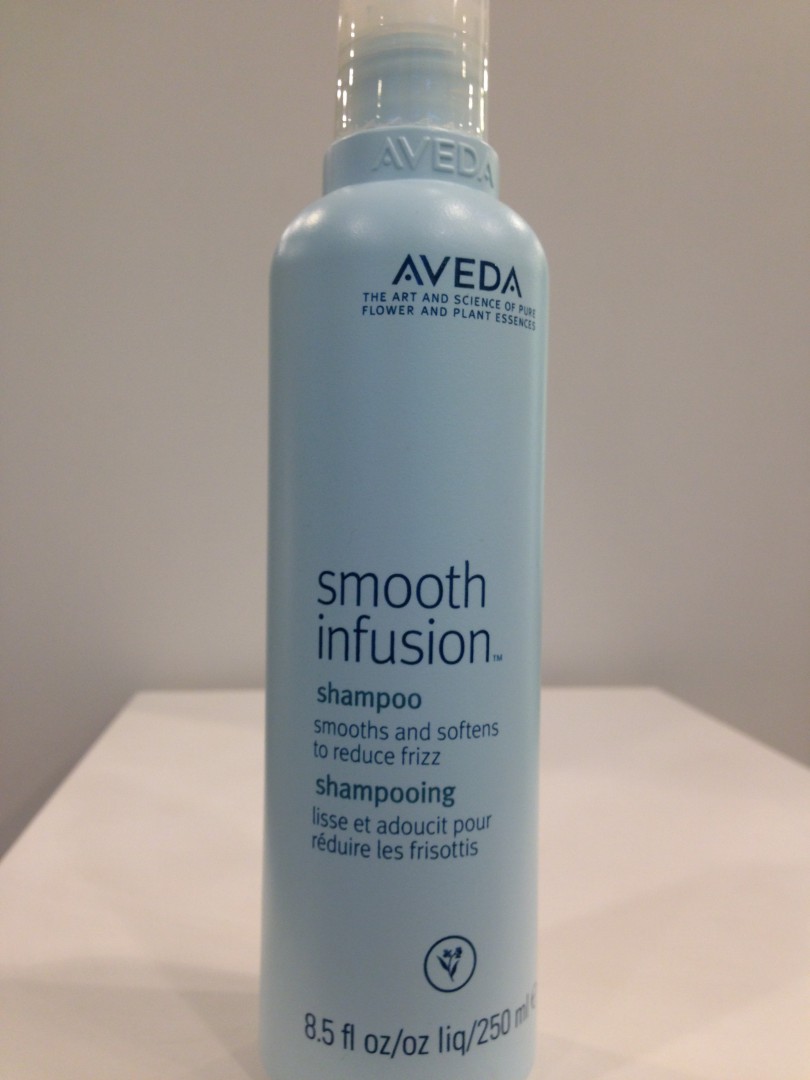 AVEDA
AVEDA
THE ART AND SCIENCE OF PURE
FLOWER AND PLANT ESSENCES
smooth
infusion™
shampoo
smooths and softens
to reduce frizz
shampooing
lisse et adoucit pour
réduire les frisottis
8.5 fl oz/oz liq/250 ml e